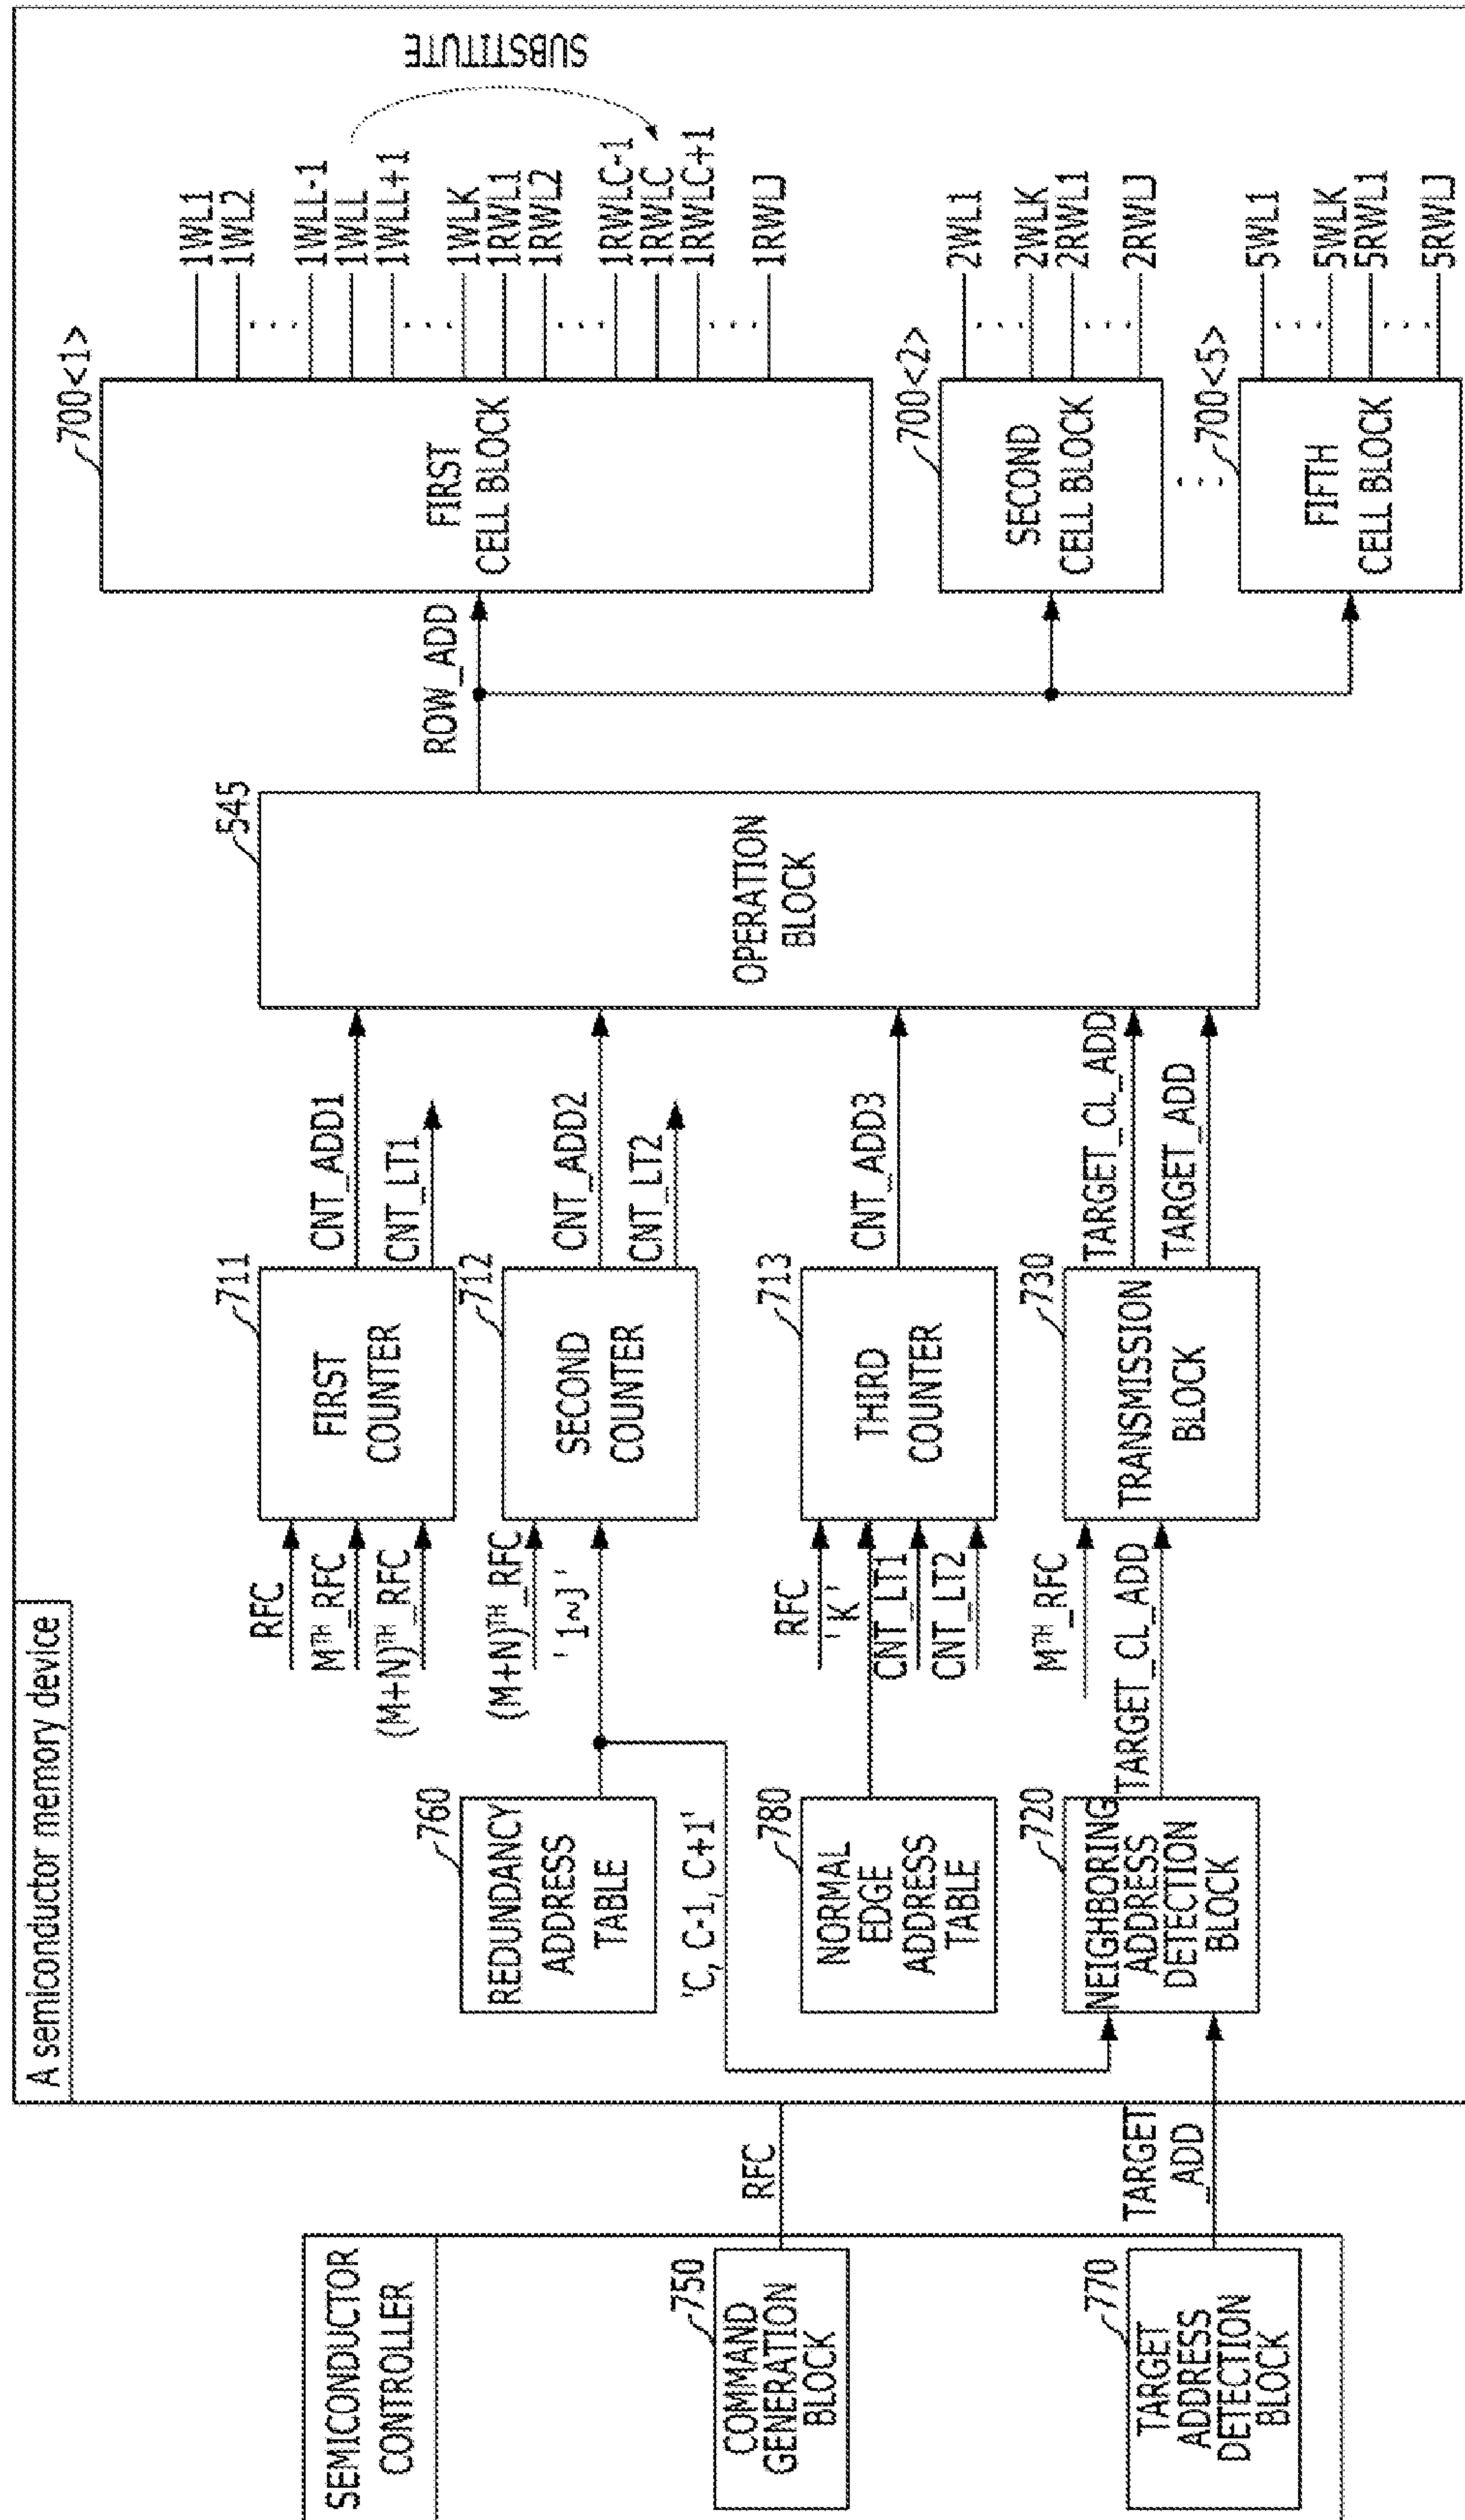 A semiconductor memory device
SEMICONDUCTOR
CONTROLLER
750
COMMAND
GENERATION
BLOCK
RFC
770
TARGET
ADDRESS
DETECTION
BLOCK
TARGET
_ADD
760
REDUNDANCY
ADDRESS
TABLE
'C, C-1, C+1'
780
NORMAL
EDGE
ADDRESS
TABLE
720
NEIGHBORING
ADDRESS
DETECTION
BLOCK
TARGET_CL_ADD
RFC
Mᵀᴴ_RFC
(M+N)ᵀᴴ_RFC
711
FIRST
COUNTER
CNT_ADD1
CNT_LT1
(M+N)ᵀᴴ_RFC
'1~J'
712
SECOND
COUNTER
CNT_ADD2
CNT_LT2
RFC
'K'
CNT_LT1
CNT_LT2
713
THIRD
COUNTER
CNT_ADD3
Mᵀᴴ_RFC
730
TRANSMISSION
BLOCK
TARGET_CL_ADD
TARGET_ADD
545
OPERATION
BLOCK
ROW_ADD
700<1>
FIRST
CELL BLOCK
1WL1
1WL2
1WLL-1
1WLL
1WLL+1
1WLK
1RWL1
1RWL2
1RWLC-1
1RWLC
1RWLC+1
1RWLJ
SUBSTITUTE
700<2>
SECOND
CELL BLOCK
2WL1
2WLK
2RWL1
2RWLJ
700<5>
FIFTH
CELL BLOCK
5WL1
5WLK
5RWL1
5RWLJ